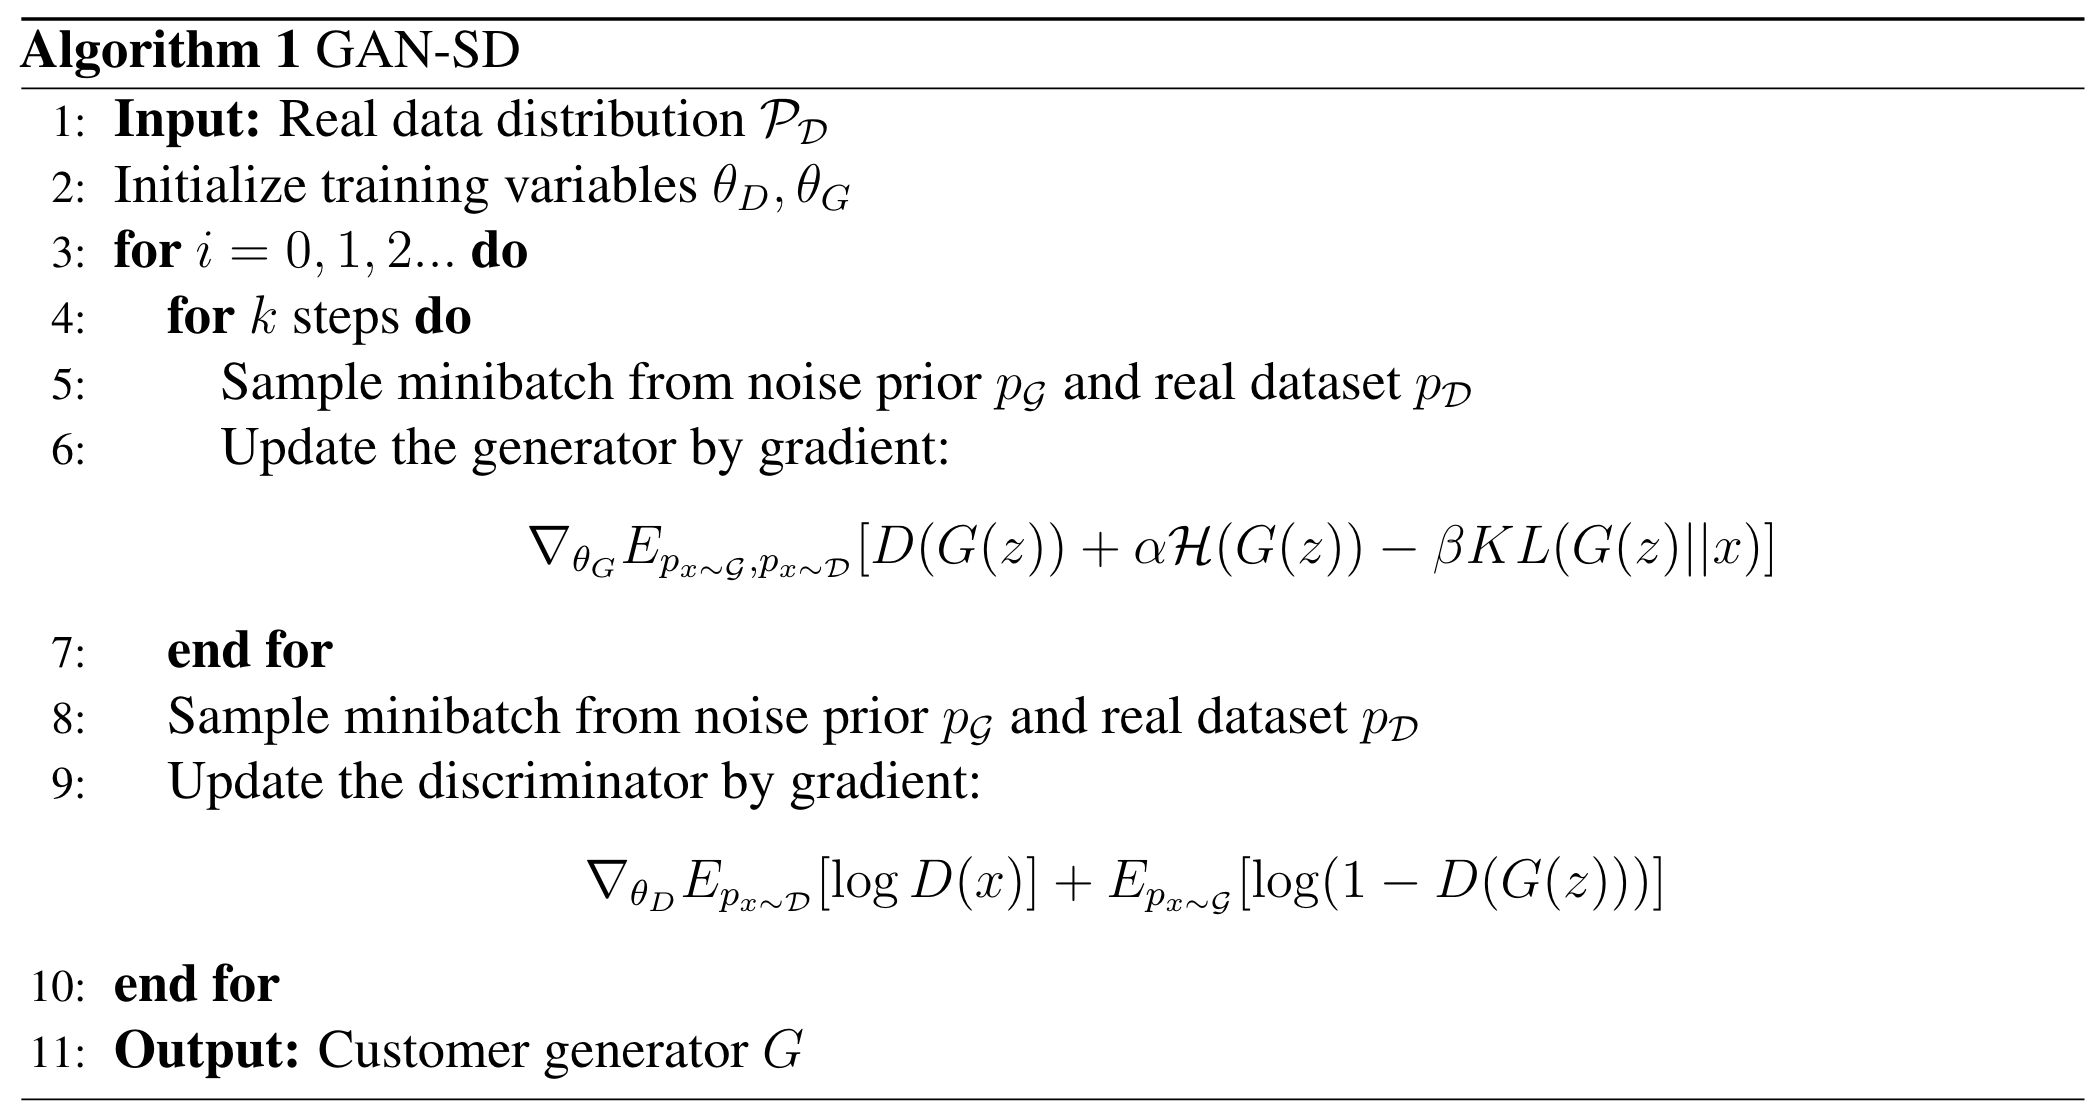 Algorithm 1 GAN-SD
1: Input: Real data distribution $\mathcal{P}_{\mathcal{D}}$
2: Initialize training variables $\theta_D, \theta_G$
3: for $i = 0, 1, 2...$ do
4: for $k$ steps do
5: Sample minibatch from noise prior $p_{\mathcal{G}}$ and real dataset $p_{\mathcal{D}}$
6: Update the generator by gradient:
$\nabla_{\theta_G} E_{p_{x\sim\mathcal{G}}, p_{x\sim\mathcal{D}}}[D(G(z)) + \alpha\mathcal{H}(G(z)) - \beta KL(G(z)||x)]$
7: end for
8: Sample minibatch from noise prior $p_{\mathcal{G}}$ and real dataset $p_{\mathcal{D}}$
9: Update the discriminator by gradient:
$\nabla_{\theta_D} E_{p_{x\sim\mathcal{D}}}[\log D(x)] + E_{p_{x\sim\mathcal{G}}}[\log(1 - D(G(z)))]$
10: end for
11: Output: Customer generator $G$